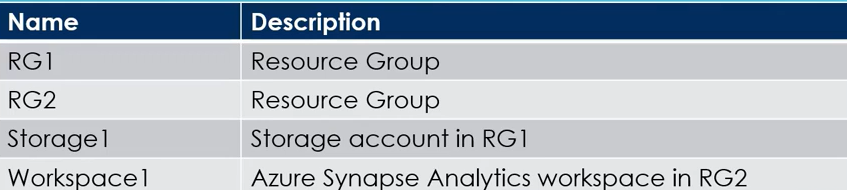 Name Description
RG1 Resource Group
RG2 Resource Group
Storage1 Storage account in RG1
Workspace1 Azure Synapse Analytics workspace in RG2